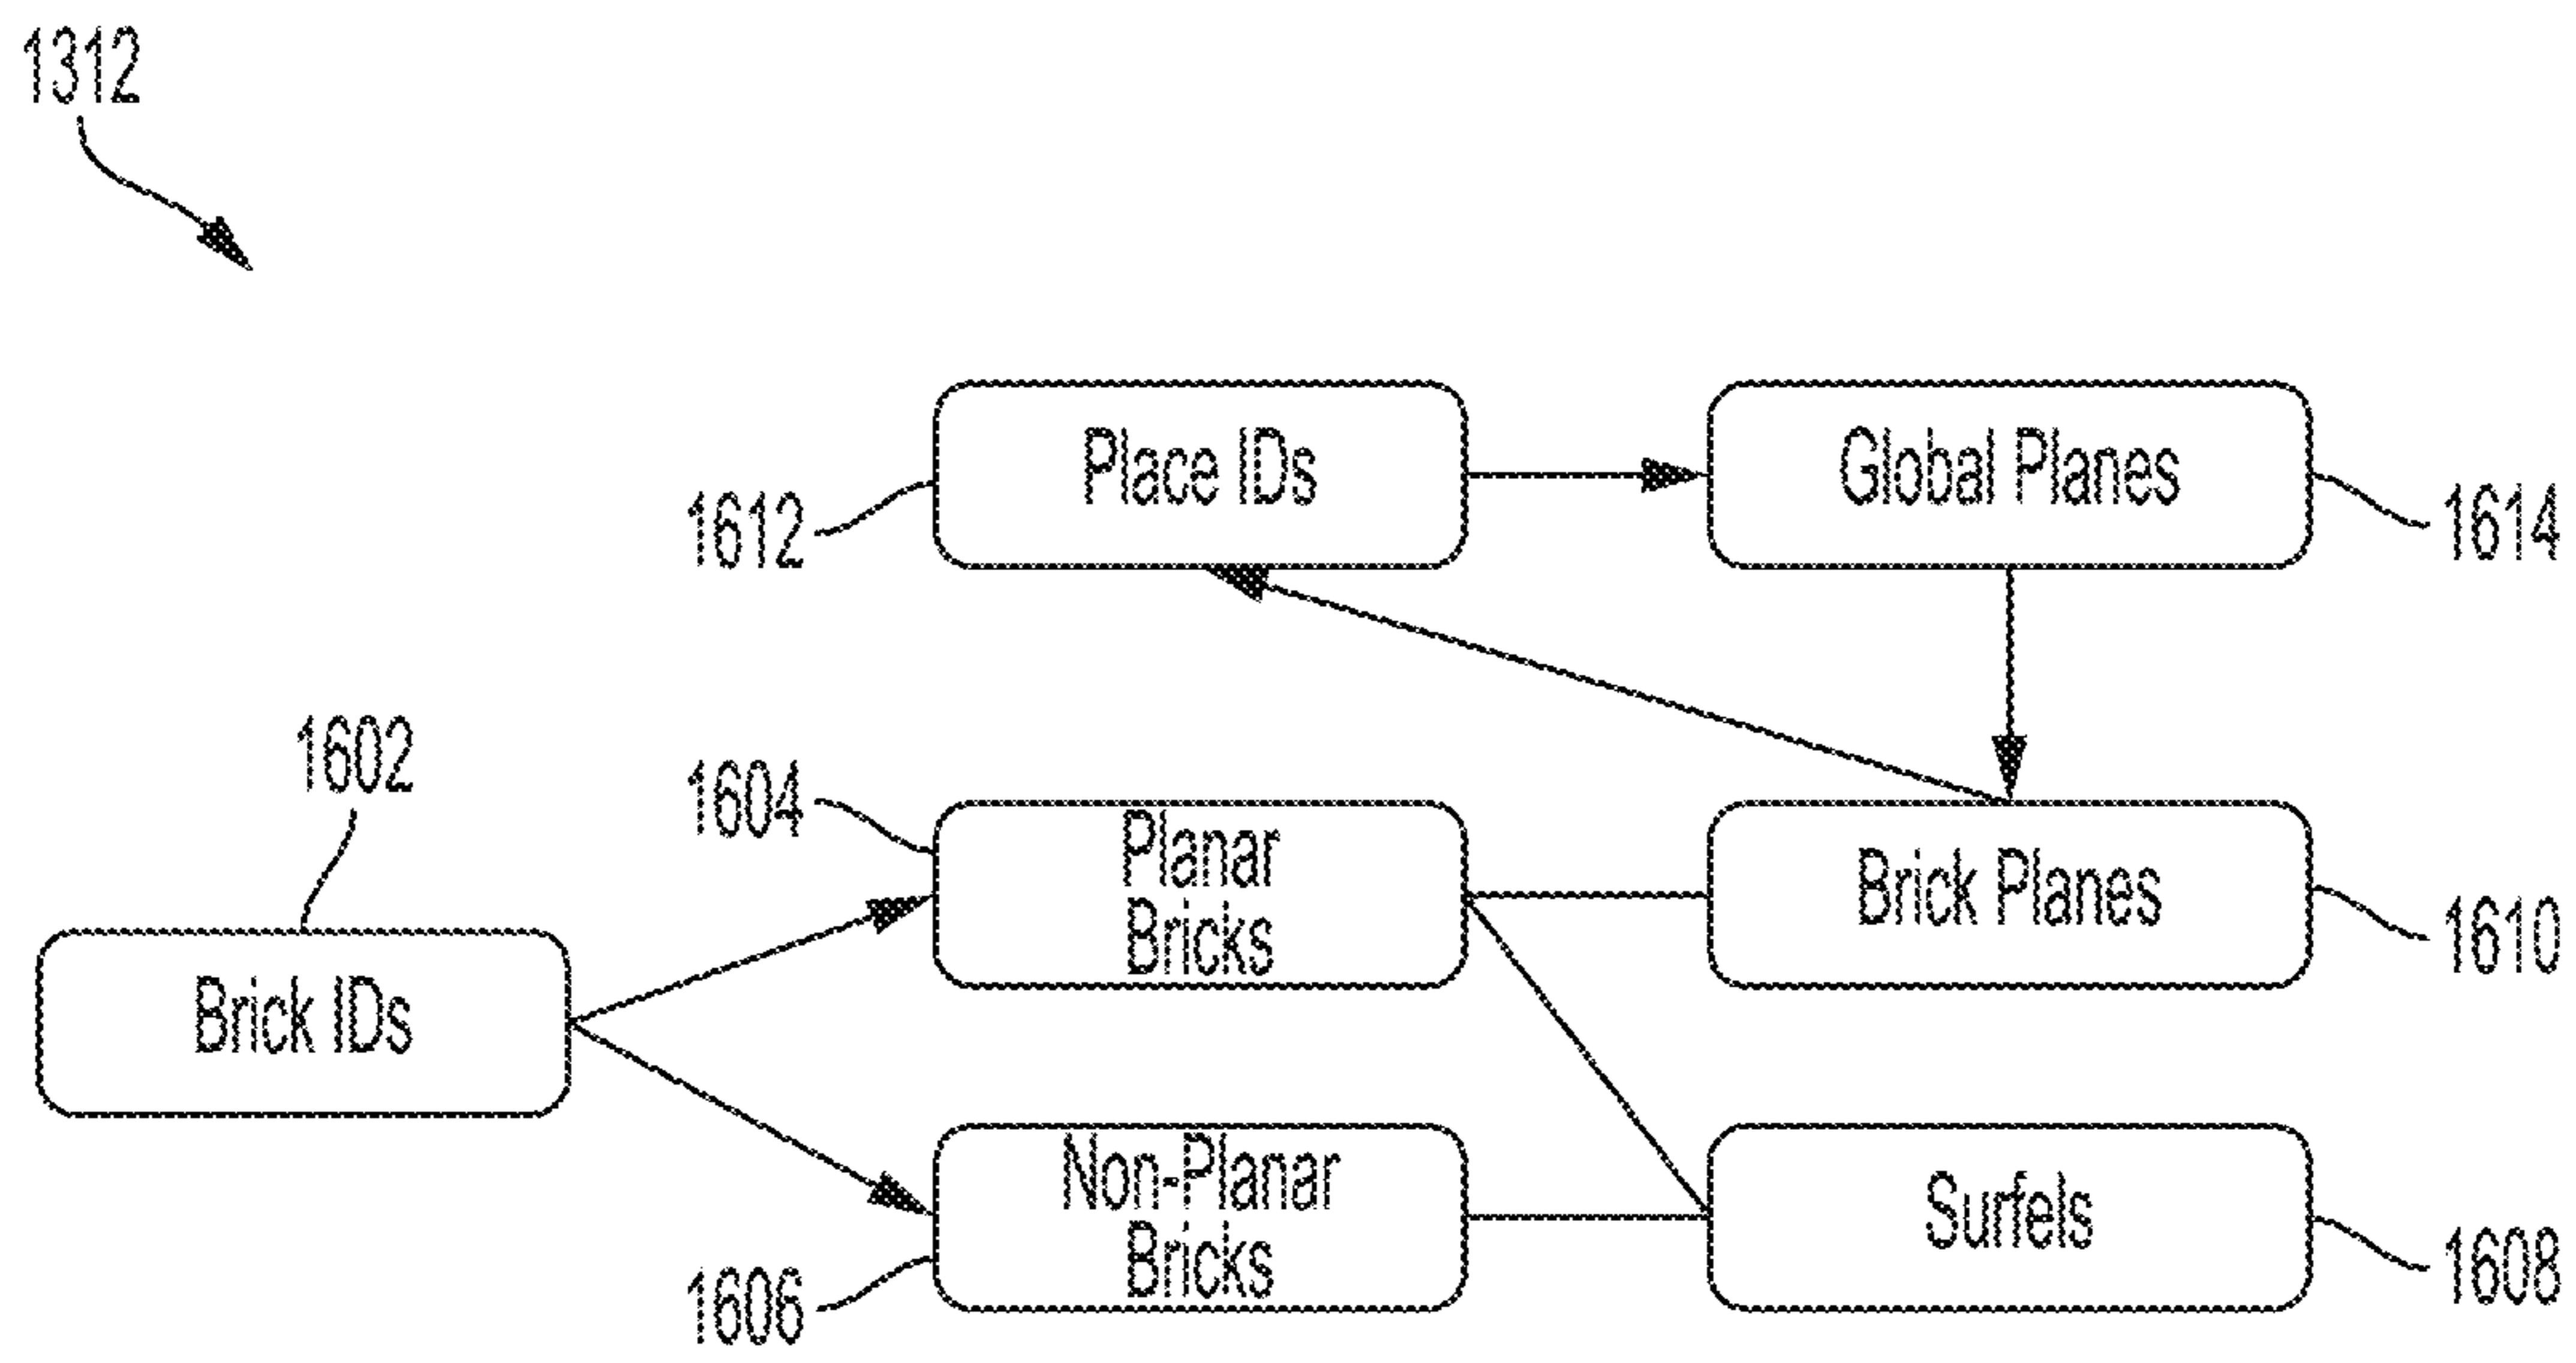 1312
Place IDs
Global Planes
1612
1614
1602
1604
Planar
Bricks
Brick Planes
1610
Brick IDs
Non-Planar
Bricks
Surfels
1606
1608